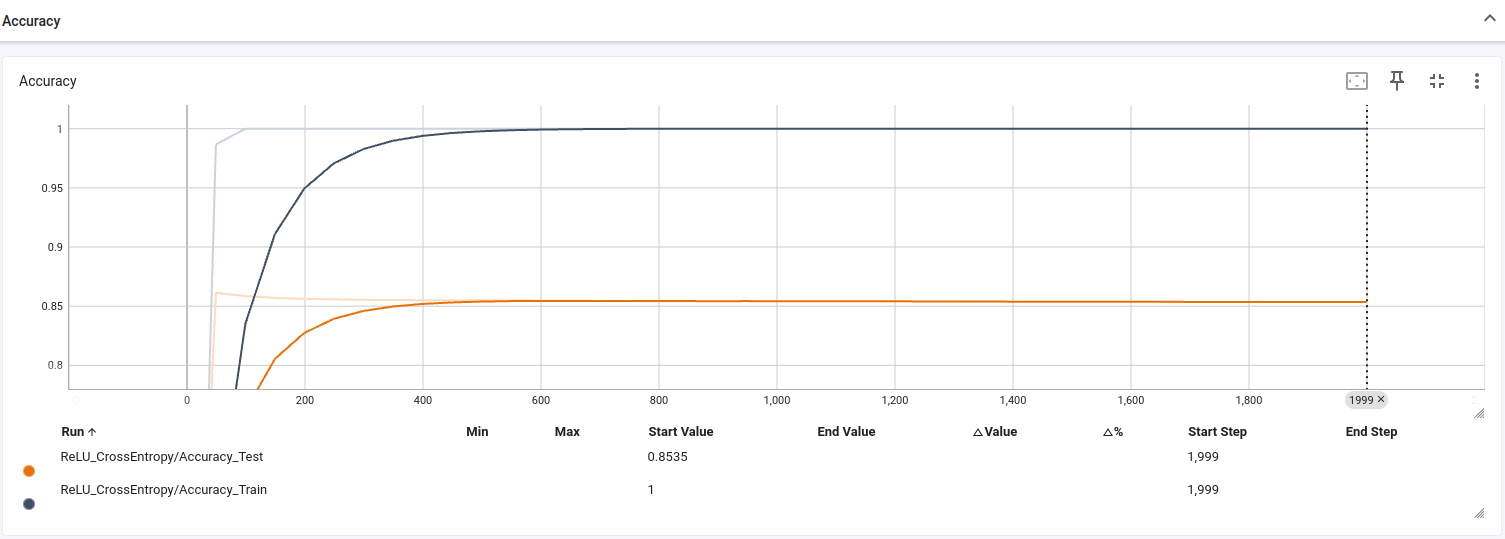 Accuracy
Accuracy
1
0.95
0.9
0.85
0.8
0 200 400 600 800 1,000 1,200 1,400 1,600 1,800 1999 ×
Run ↑ Min Max Start Value End Value △Value △% Start Step End Step
ReLU_CrossEntropy/Accuracy_Test 0.8535 1,999
ReLU_CrossEntropy/Accuracy_Train 1 1,999